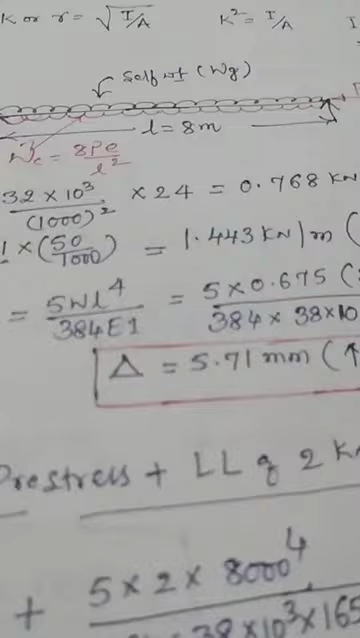 K or r = √I/A    K² = I/A    I
Self wt (Wg)
l = 8m
We = 8Pe/l²
32 × 10³/(1000)² × 24 = 0.768 KN
1 × (50/1000) = 1.443 KN/m (
= 5Wl⁴/384EI = 5 × 0.675 (/384 × 38 × 10
Δ = 5.71 mm (↑
Prestress + LL of 2 K
+ 5 × 2 × 8000⁴/38 × 10³ × 165